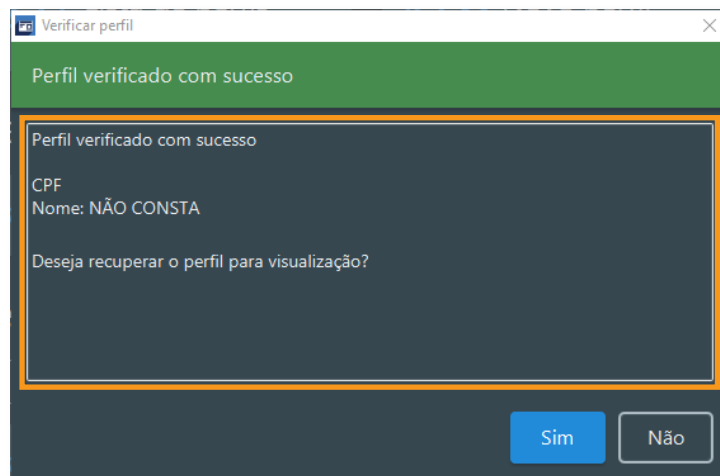 Verificar perfil
Perfil verificado com sucesso
Perfil verificado com sucesso
CPF
Nome: NÃO CONSTA
Deseja recuperar o perfil para visualização?
Sim
Não